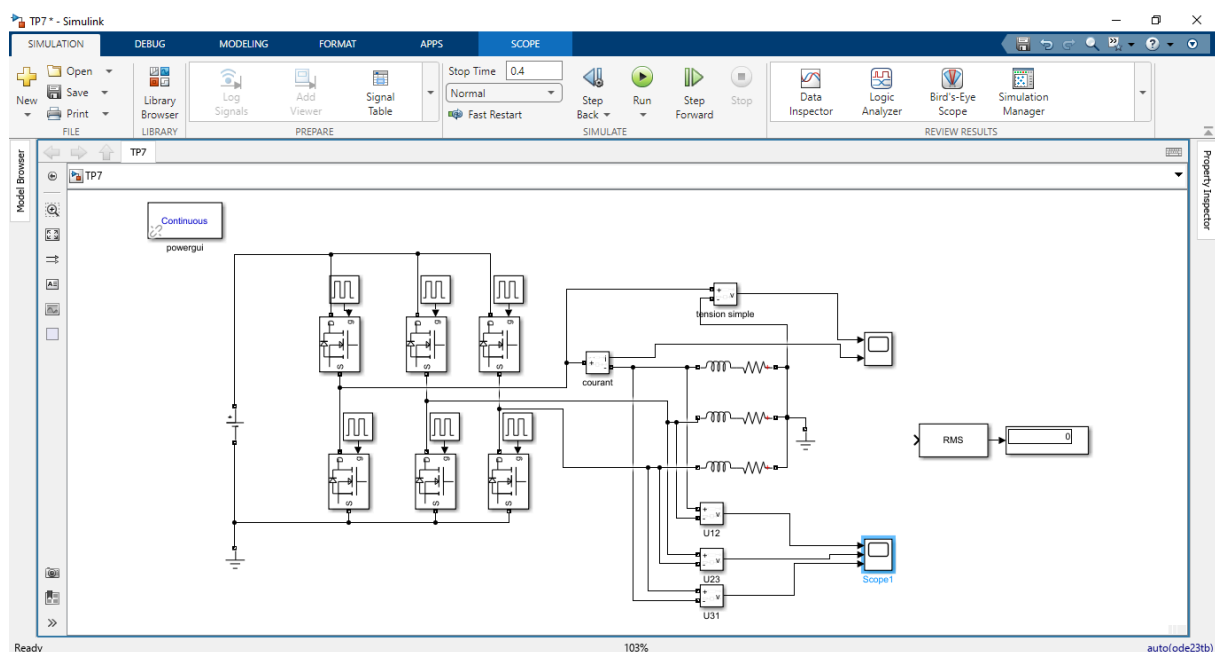 TP7 * - Simulink
SIMULATION
DEBUG
MODELING
FORMAT
APPS
SCOPE
New
Open
Save
Print
FILE
Library
Browser
LIBRARY
Log
Signals
Add
Viewer
Signal
Table
PREPARE
Stop Time 0.4
Normal
Fast Restart
Step
Back
Run
Step
Forward
Stop
SIMULATE
Data
Inspector
Logic
Analyzer
Bird's-Eye
Scope
Simulation
Manager
REVIEW RESULTS
Model Browser
TP7
TP7
Property Inspector
Continuous
powergui
g
D
S
g
D
S
g
D
S
g
D
S
g
D
S
g
D
S
+
+
- v
tension simple
+ i
-
courant
+
- v
U12
+
- v
U23
+
- v
U31
Scope1
RMS
0
Ready
103%
auto(ode23tb)